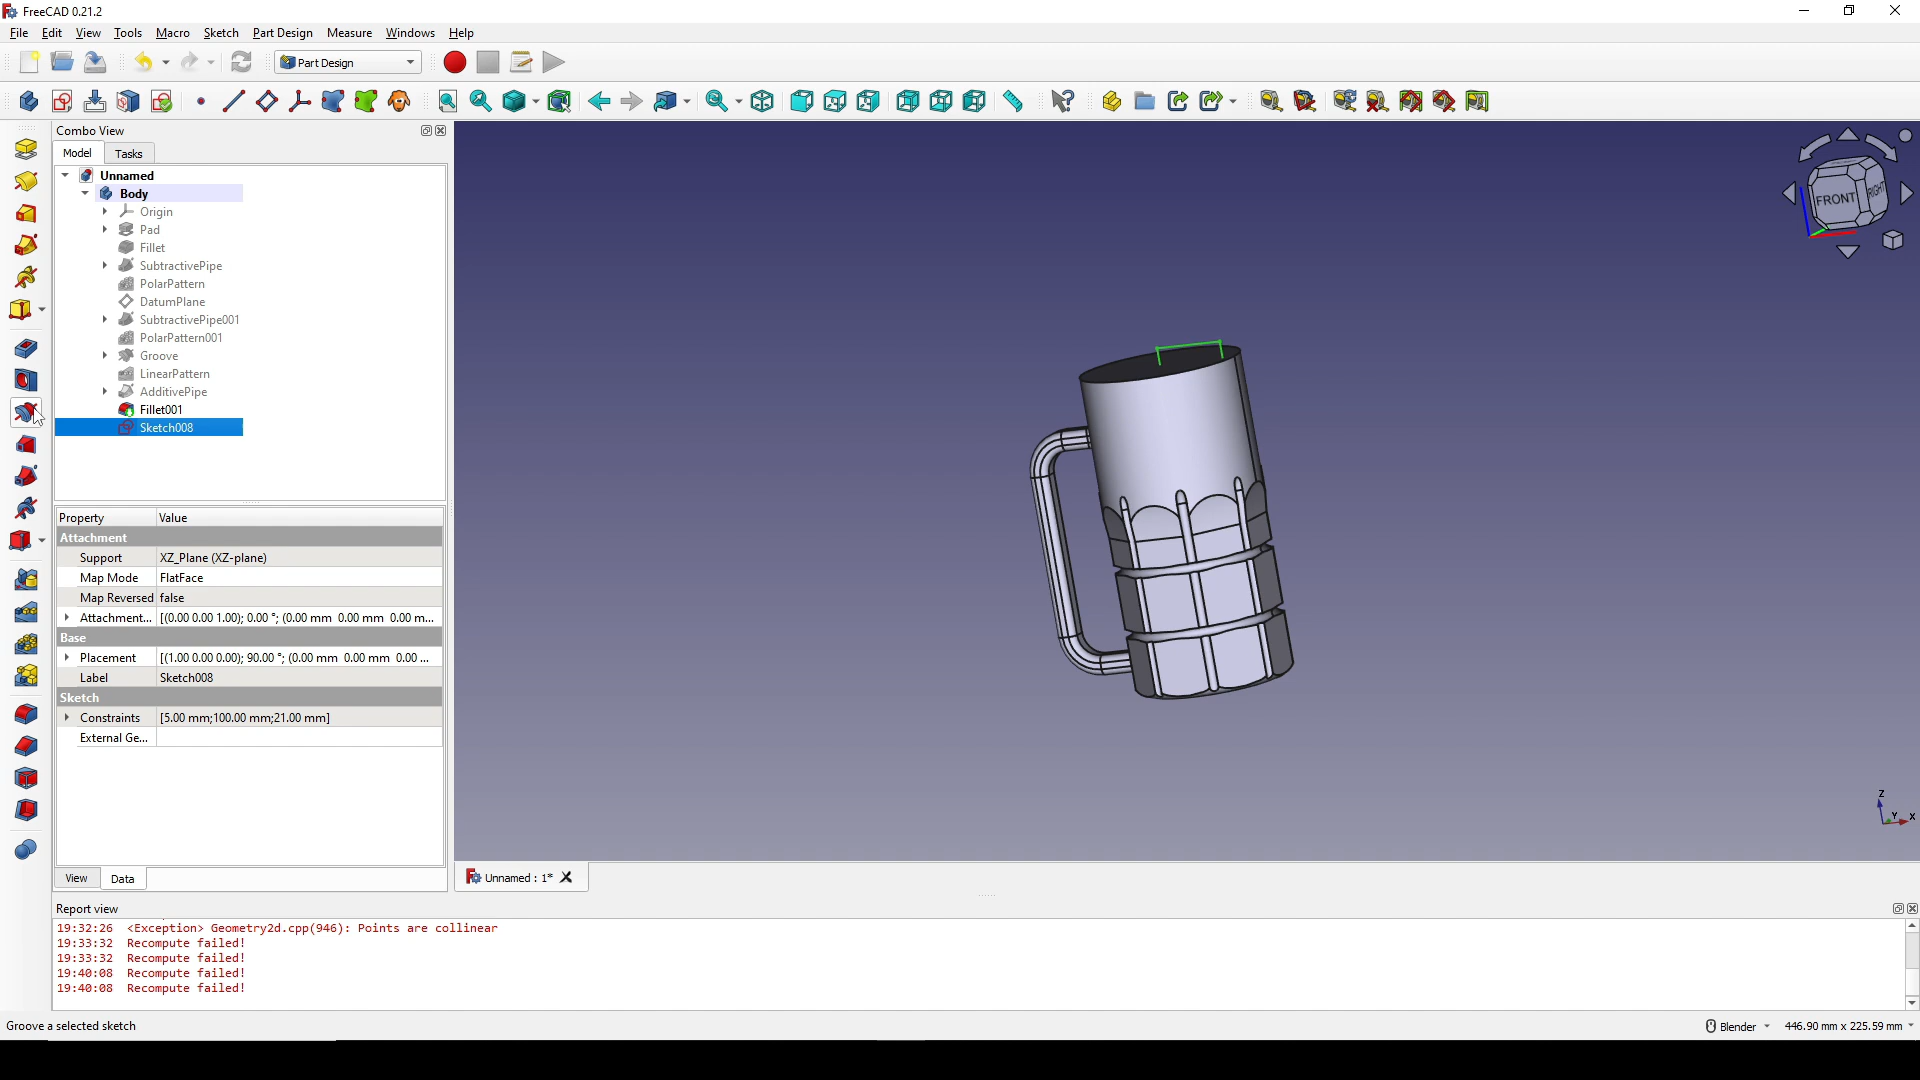 FreeCAD 0.21.2
File Edit View Tools Macro Sketch Part Design Measure Windows Help
Part Design
Combo View
Model Tasks
Unnamed
Body
Origin
Pad
Fillet
SubtractivePipe
PolarPattern
DatumPlane
SubtractivePipe001
PolarPattern001
Groove
LinearPattern
AdditivePipe
Fillet001
Sketch008
Property Value
Attachment
Support XZ_Plane (XZ-plane)
Map Mode FlatFace
Map Reversed false
Attachment... [(0.00 0.00 1.00); 0.00 °; (0.00 mm 0.00 mm 0.00 m...
Base
Placement [(1.00 0.00 0.00); 90.00 °; (0.00 mm 0.00 mm 0.00 ...
Label Sketch008
Sketch
Constraints [5.00 mm;100.00 mm;21.00 mm]
External Ge...
View Data
FRONT RIGHT
Z
Y X
Unnamed : 1*
Report view
19:32:26 <Exception> Geometry2d.cpp(946): Points are collinear
19:33:32 Recompute failed!
19:33:32 Recompute failed!
19:40:08 Recompute failed!
19:40:08 Recompute failed!
Groove a selected sketch
Blender 446.90 mm x 225.59 mm